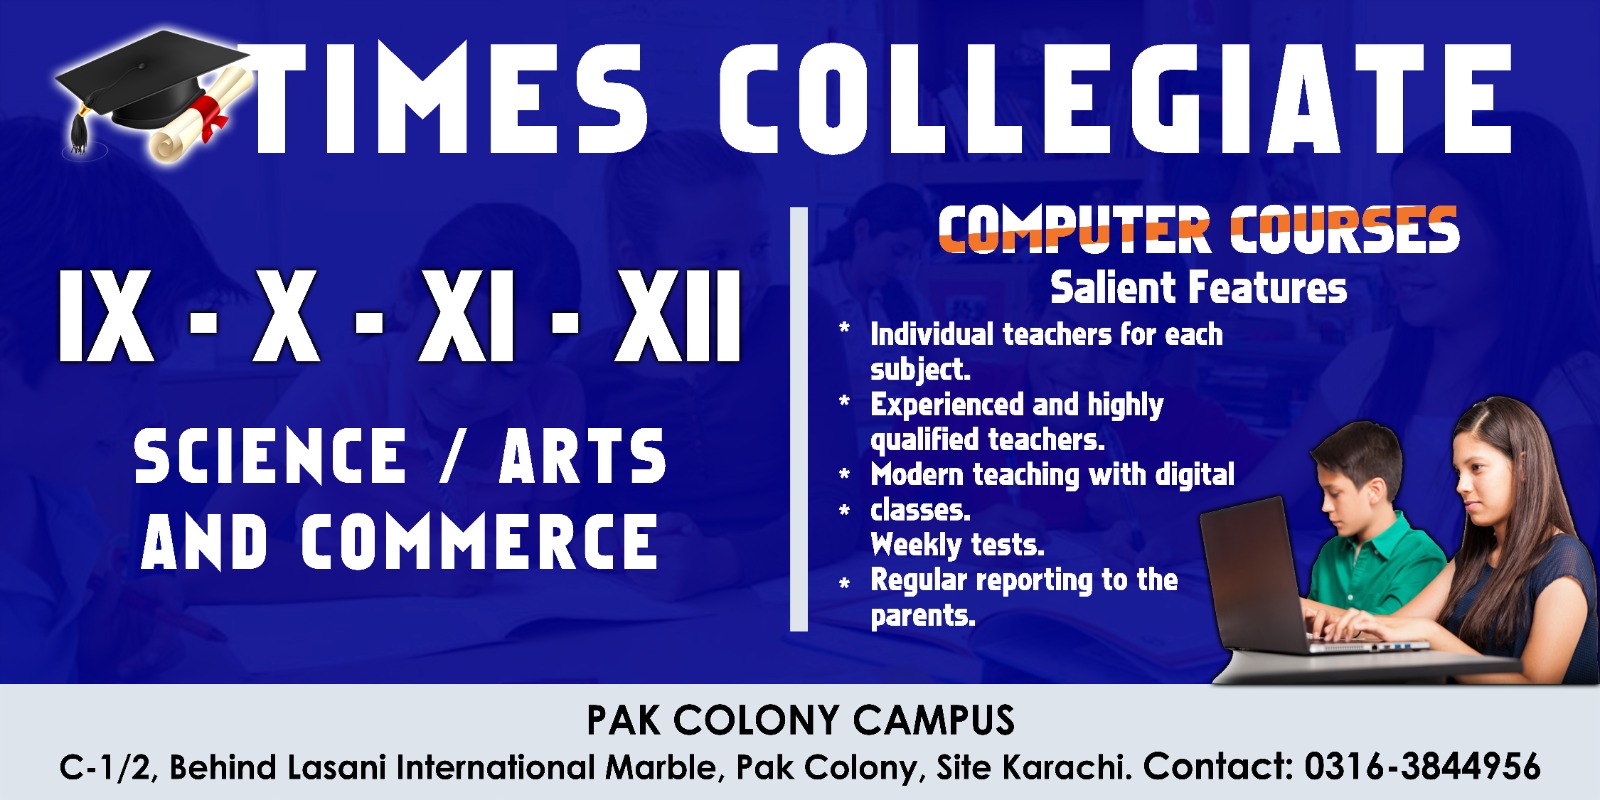 TIMES COLLEGIATE
IX - X - XI - XII
SCIENCE / ARTS
AND COMMERCE
COMPUTER COURSES
Salient Features
* Individual teachers for each
subject.
* Experienced and highly
qualified teachers.
* Modern teaching with digital
* classes.
Weekly tests.
* Regular reporting to the
parents.
PAK COLONY CAMPUS
C-1/2, Behind Lasani International Marble, Pak Colony, Site Karachi. Contact: 0316-3844956